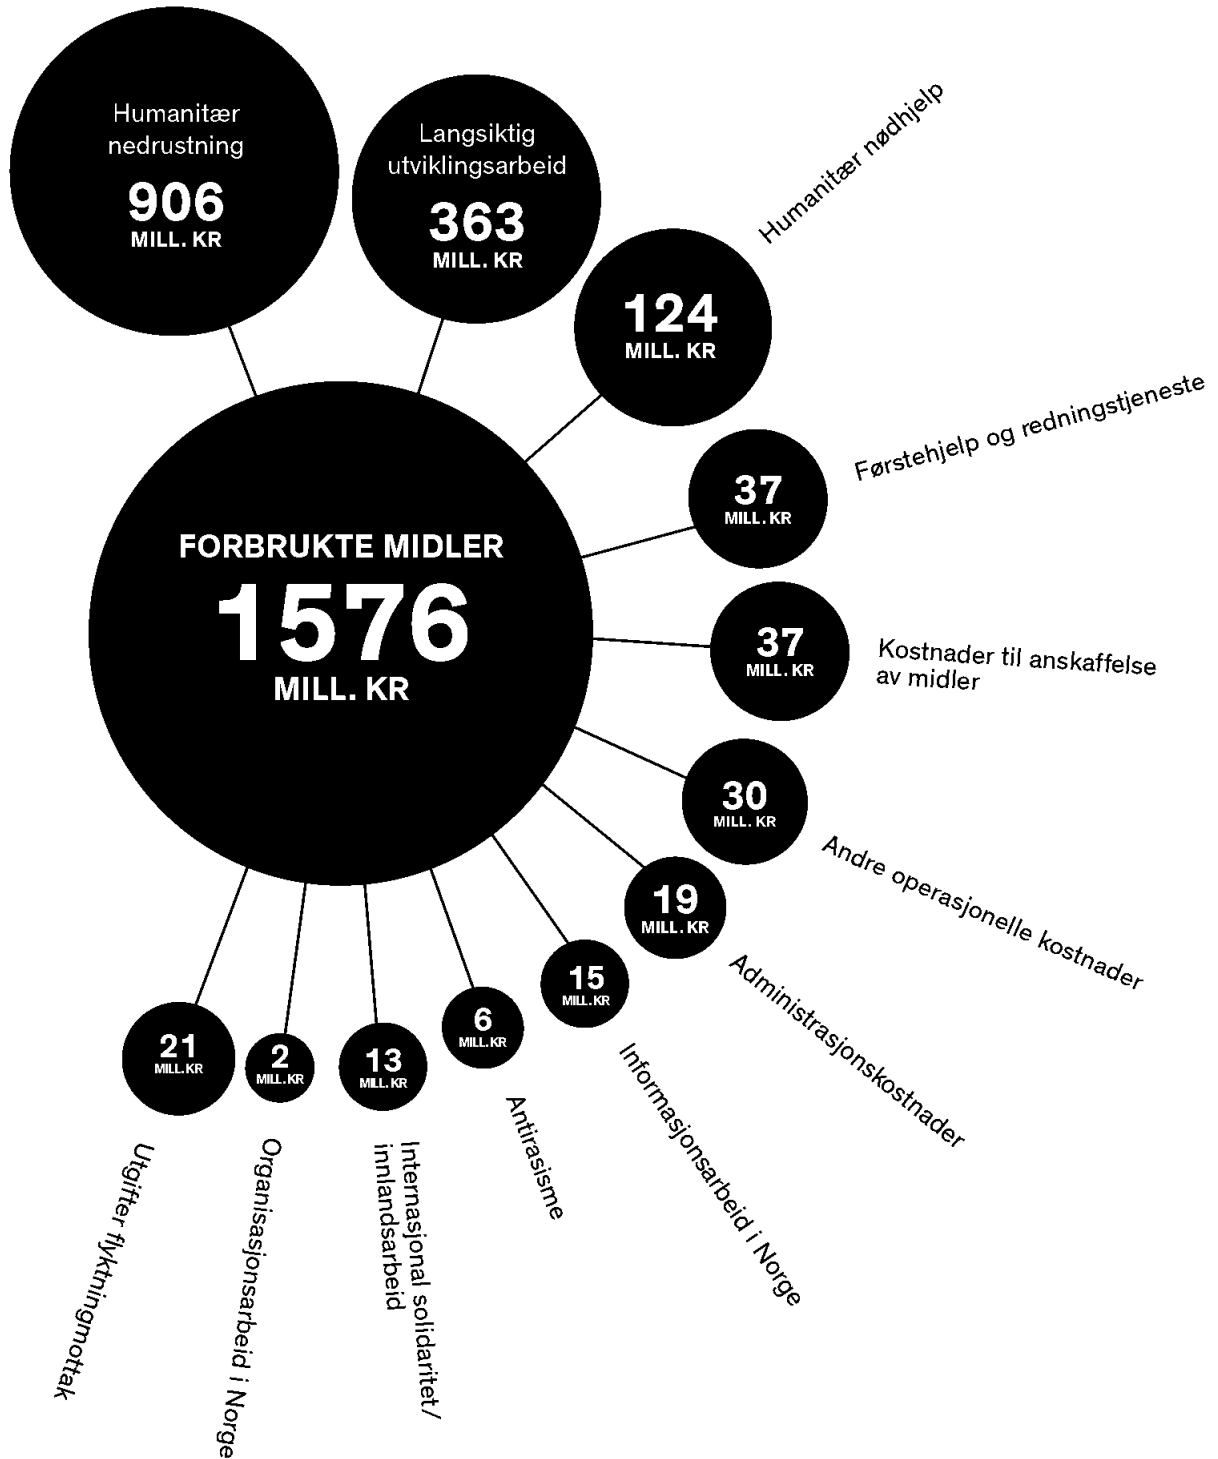 Humanitær
nedrustning
906
MILL. KR
Langsiktig
utviklingsarbeid
363
MILL. KR
Humanitær nødhjelp
124
MILL. KR
Førstehjelp og redningstjeneste
37
MILL. KR
FORBRUKTE MIDLER
1576
MILL. KR
37
MILL. KR
Kostnader til anskaffelse
av midler
30
MILL. KR
Andre operasjonelle kostnader
19
MILL. KR
Administrasjonskostnader
15
MILL. KR
Informasjonsarbeid i Norge
6
MILL. KR
Antirasisme
13
MILL. KR
Internasjonal solidaritet/
innlandsarbeid
2
MILL. KR
Organisasjonsarbeid i Norge
21
MILL. KR
Utgifter flyktningmottak